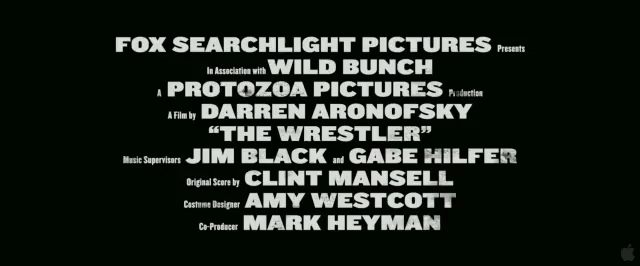 FOX SEARCHLIGHT PICTURES Presents
In Association with WILD BUNCH
A PROTOZOA PICTURES Production
A Film by DARREN ARONOFSKY
“THE WRESTLER”
Music Supervisors JIM BLACK and GABE HILFER
Original Score by CLINT MANSELL
Costume Designer AMY WESTCOTT
Co-Producer MARK HEYMAN